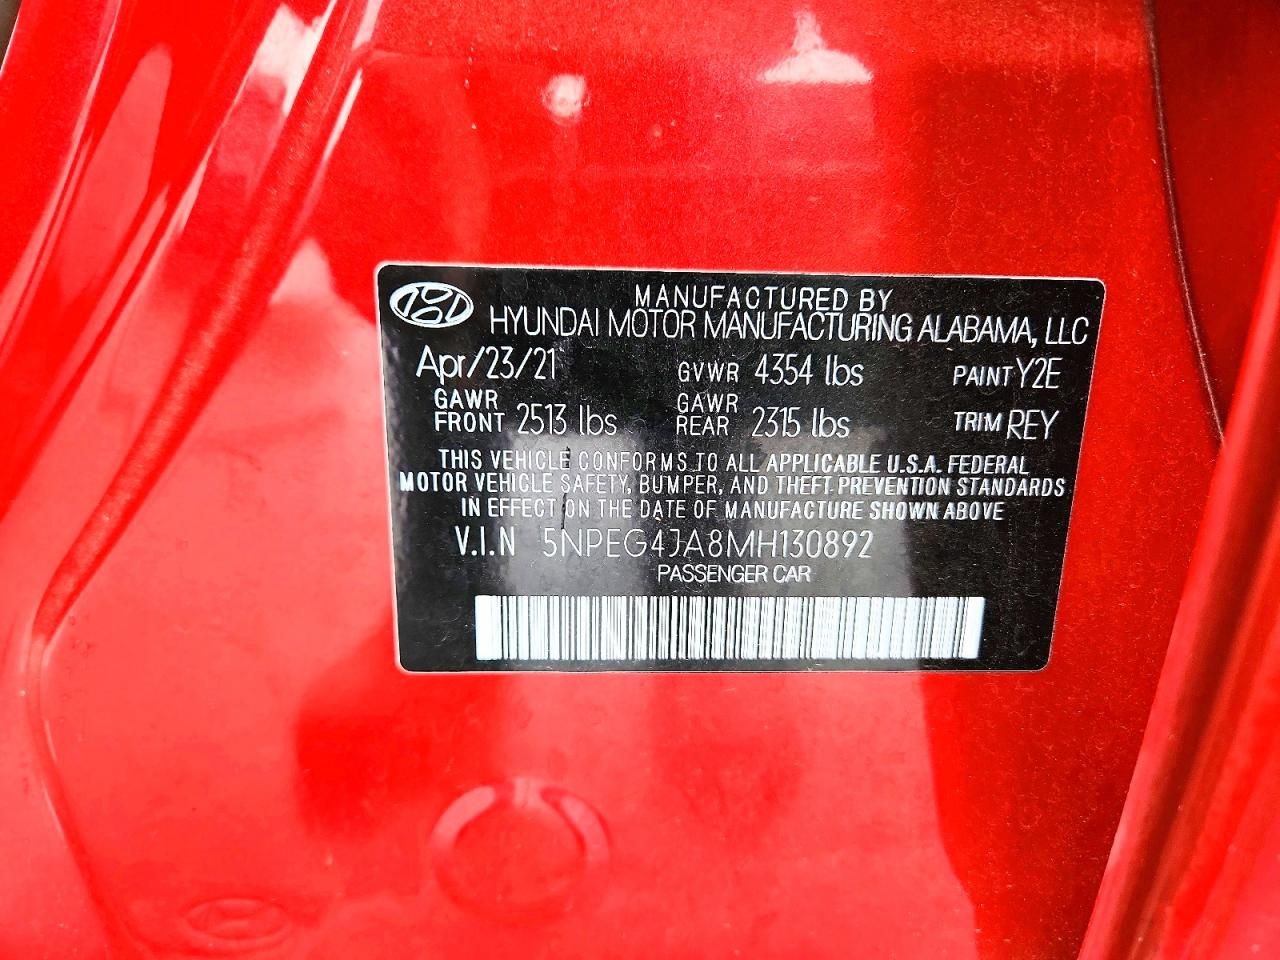 MANUFACTURED BY
HYUNDAI MOTOR MANUFACTURING ALABAMA, LLC
Apr/23/21 GVWR 4354 lbs PAINT Y2E
GAWR FRONT 2513 lbs GAWR REAR 2315 lbs TRIM REY
THIS VEHICLE CONFORMS TO ALL APPLICABLE U.S.A. FEDERAL
MOTOR VEHICLE SAFETY, BUMPER, AND THEFT PREVENTION STANDARDS
IN EFFECT ON THE DATE OF MANUFACTURE SHOWN ABOVE
V.I.N 5NPEG4JA8MH130892
PASSENGER CAR